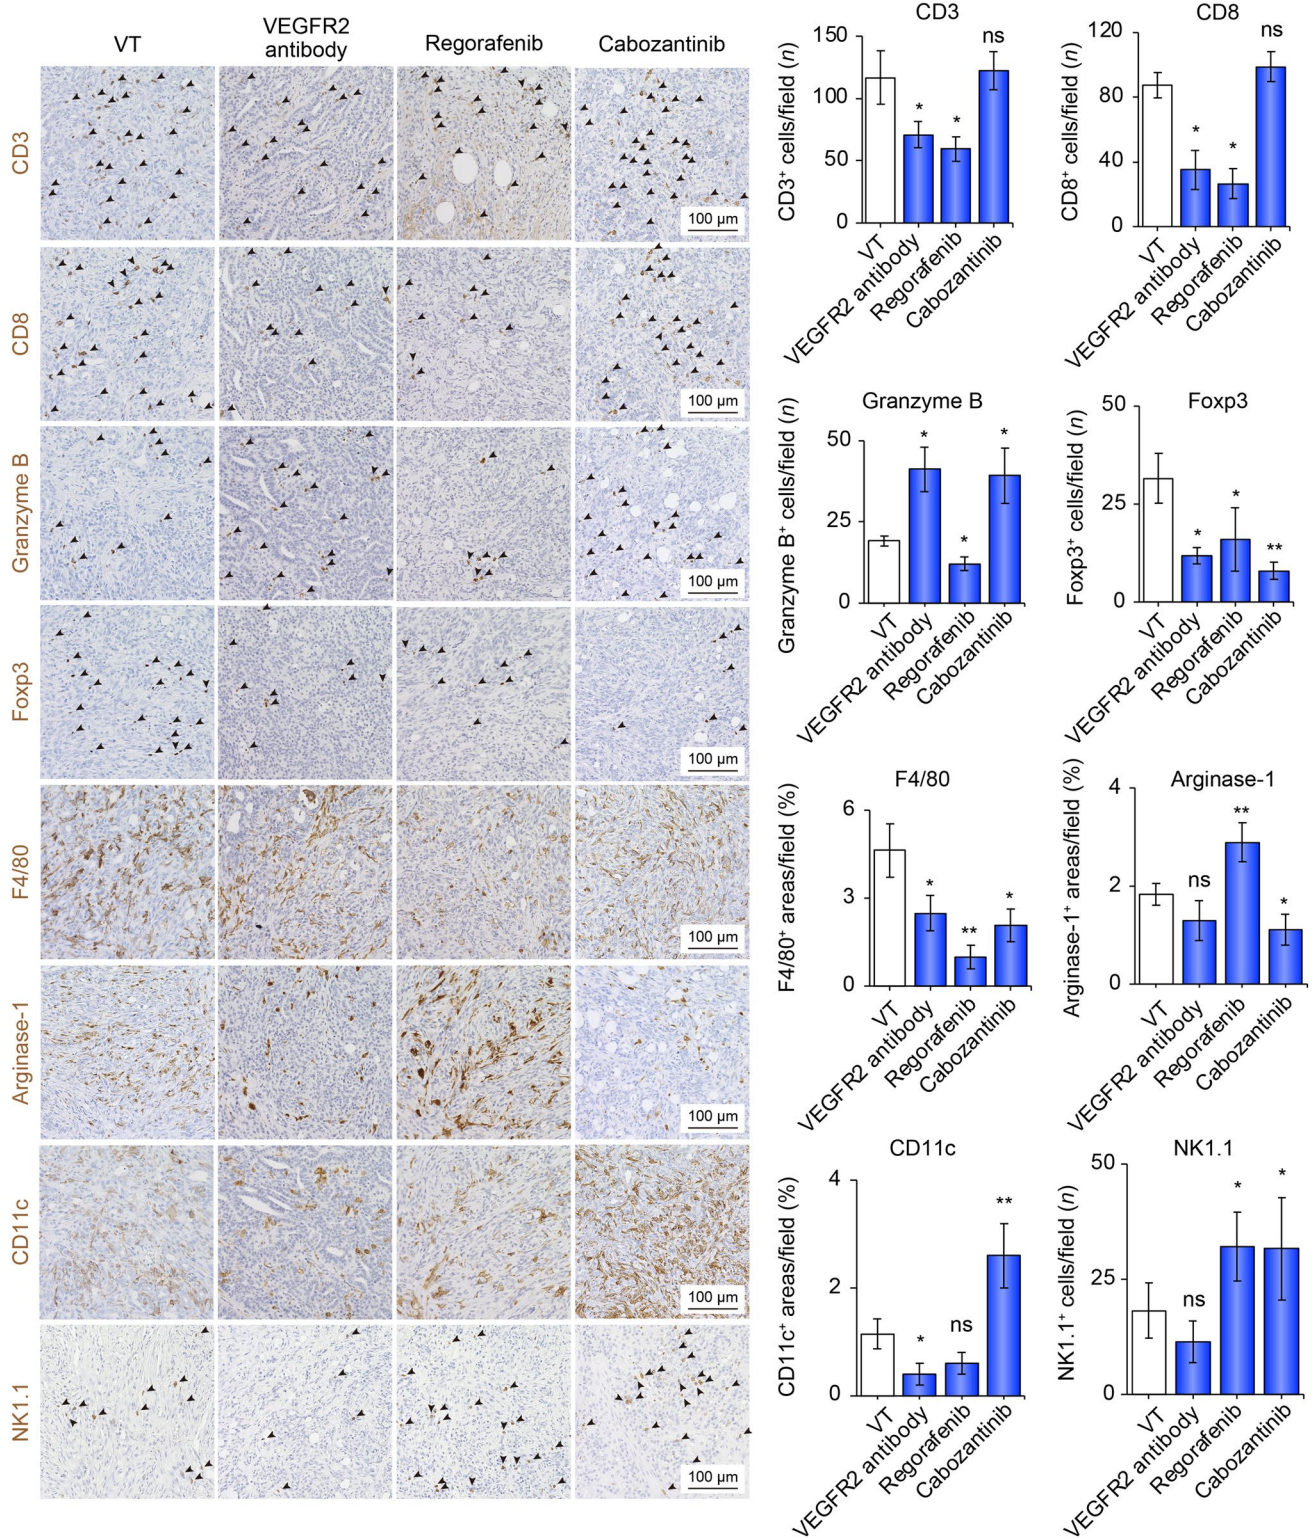 VT
VEGFR2
antibody
Regorafenib
Cabozantinib
CD3
100 µm
CD8
100 µm
Granzyme B
100 µm
Foxp3
100 µm
F4/80
100 µm
Arginase-1
100 µm
CD11c
100 µm
NK1.1
100 µm
CD3
CD3⁺ cells/field (n)
150
100
50
0
*
*
ns
VT
VEGFR2 antibody
Regorafenib
Cabozantinib
CD8
CD8⁺ cells/field (n)
120
80
40
0
*
*
ns
VT
VEGFR2 antibody
Regorafenib
Cabozantinib
Granzyme B
Granzyme B⁺ cells/field (n)
50
25
0
*
*
*
VT
VEGFR2 antibody
Regorafenib
Cabozantinib
Foxp3
Foxp3⁺ cells/field (n)
50
25
0
*
*
**
VT
VEGFR2 antibody
Regorafenib
Cabozantinib
F4/80
F4/80⁺ areas/field (%)
6
3
0
*
**
*
VT
VEGFR2 antibody
Regorafenib
Cabozantinib
Arginase-1
Arginase-1⁺ areas/field (%)
4
2
0
ns
**
*
VT
VEGFR2 antibody
Regorafenib
Cabozantinib
CD11c
CD11c⁺ areas/field (%)
4
2
0
*
ns
**
VT
VEGFR2 antibody
Regorafenib
Cabozantinib
NK1.1
NK1.1⁺ cells/field (n)
50
25
0
ns
*
*
VT
VEGFR2 antibody
Regorafenib
Cabozantinib